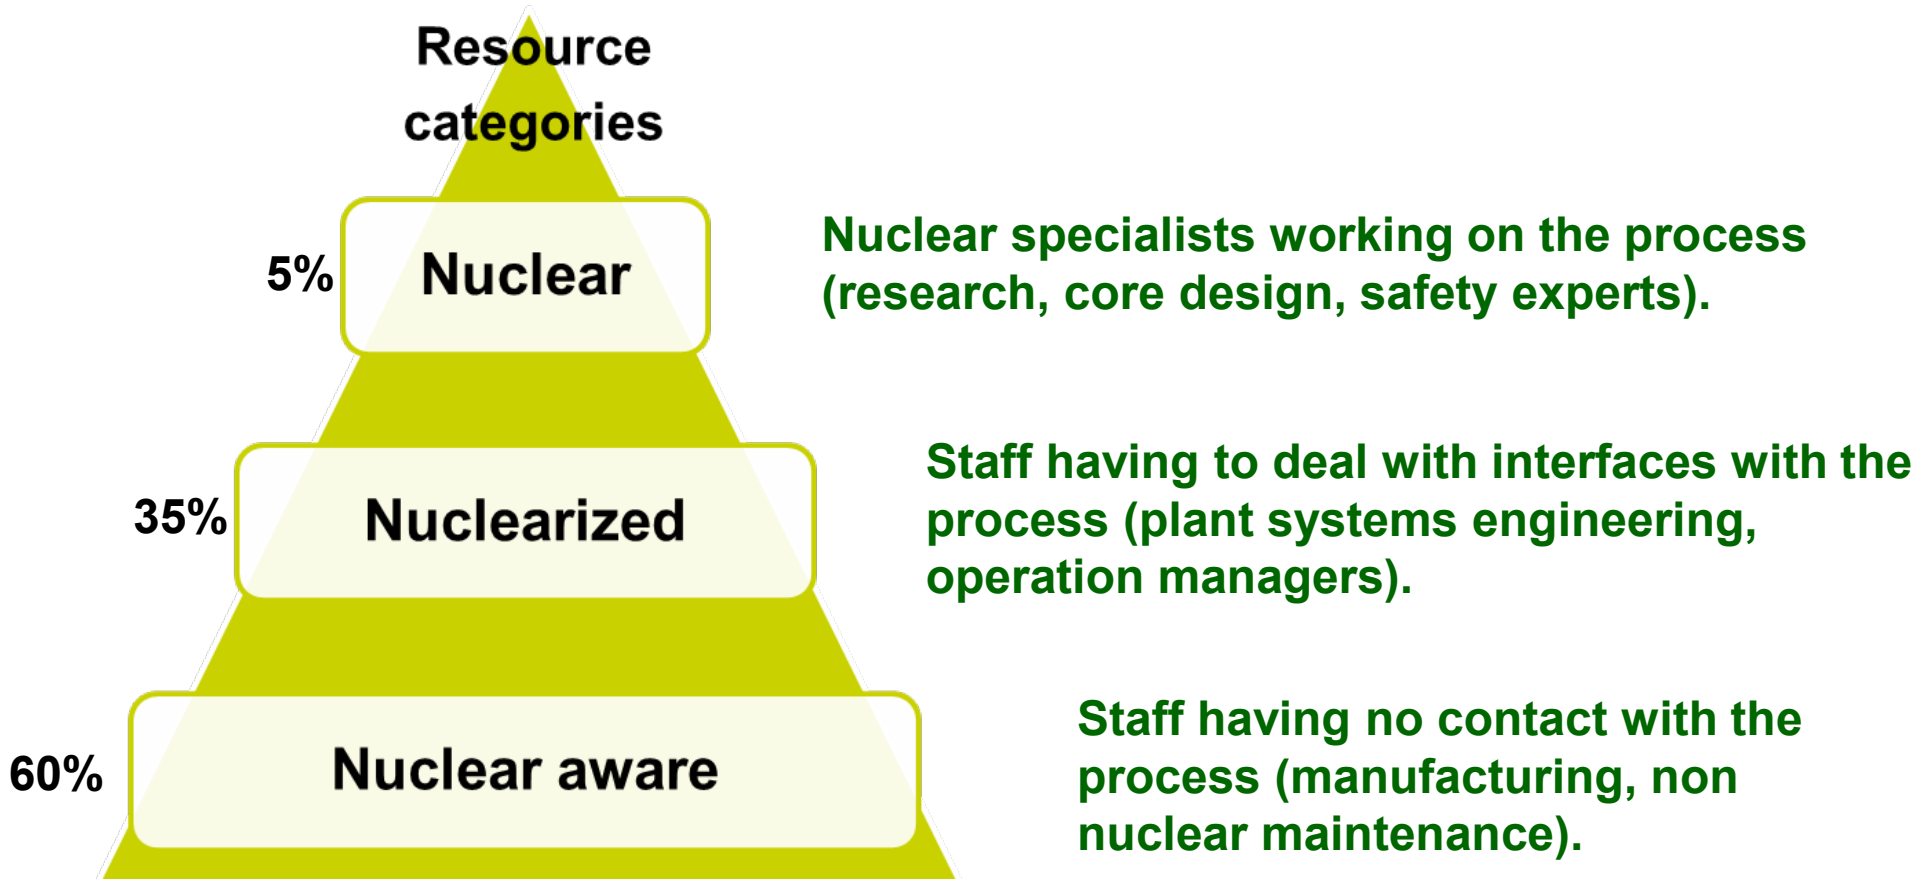 Resource
categories
5%
Nuclear
Nuclear specialists working on the process
(research, core design, safety experts).
35%
Nuclearized
Staff having to deal with interfaces with the
process (plant systems engineering,
operation managers).
60%
Nuclear aware
Staff having no contact with the
process (manufacturing, non
nuclear maintenance).